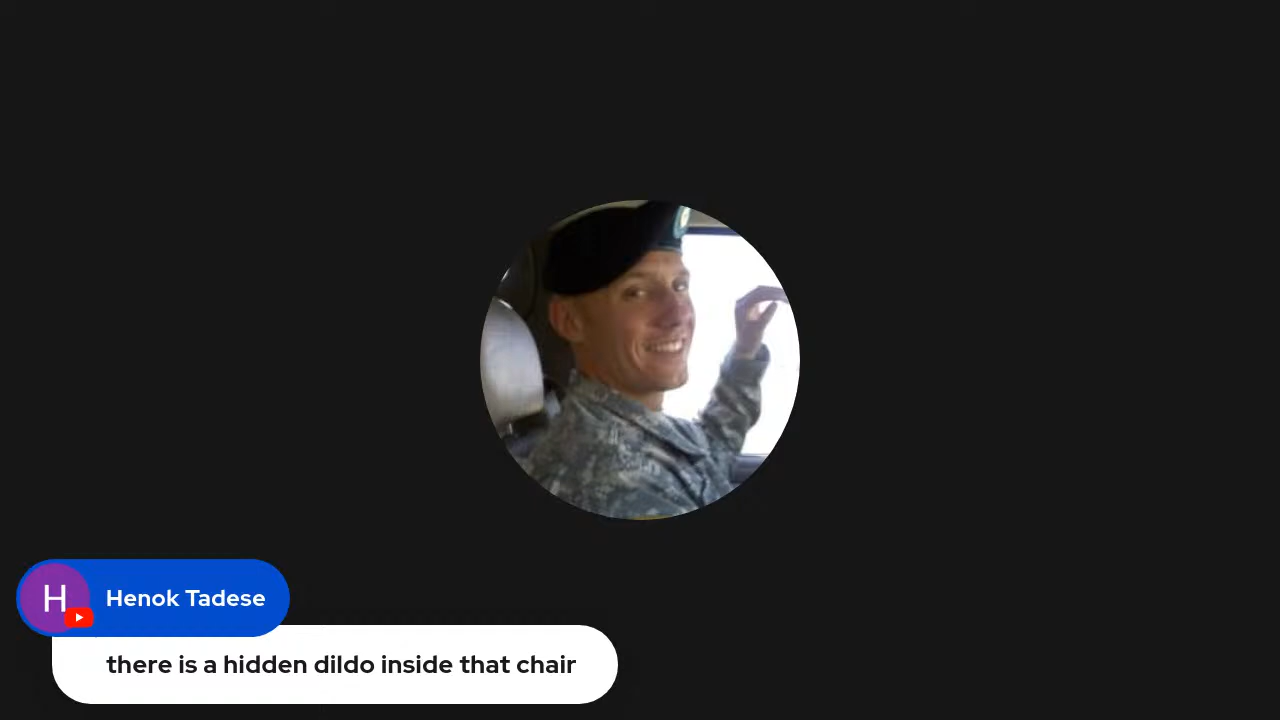 H
Henok Tadese
there is a hidden dildo inside that chair